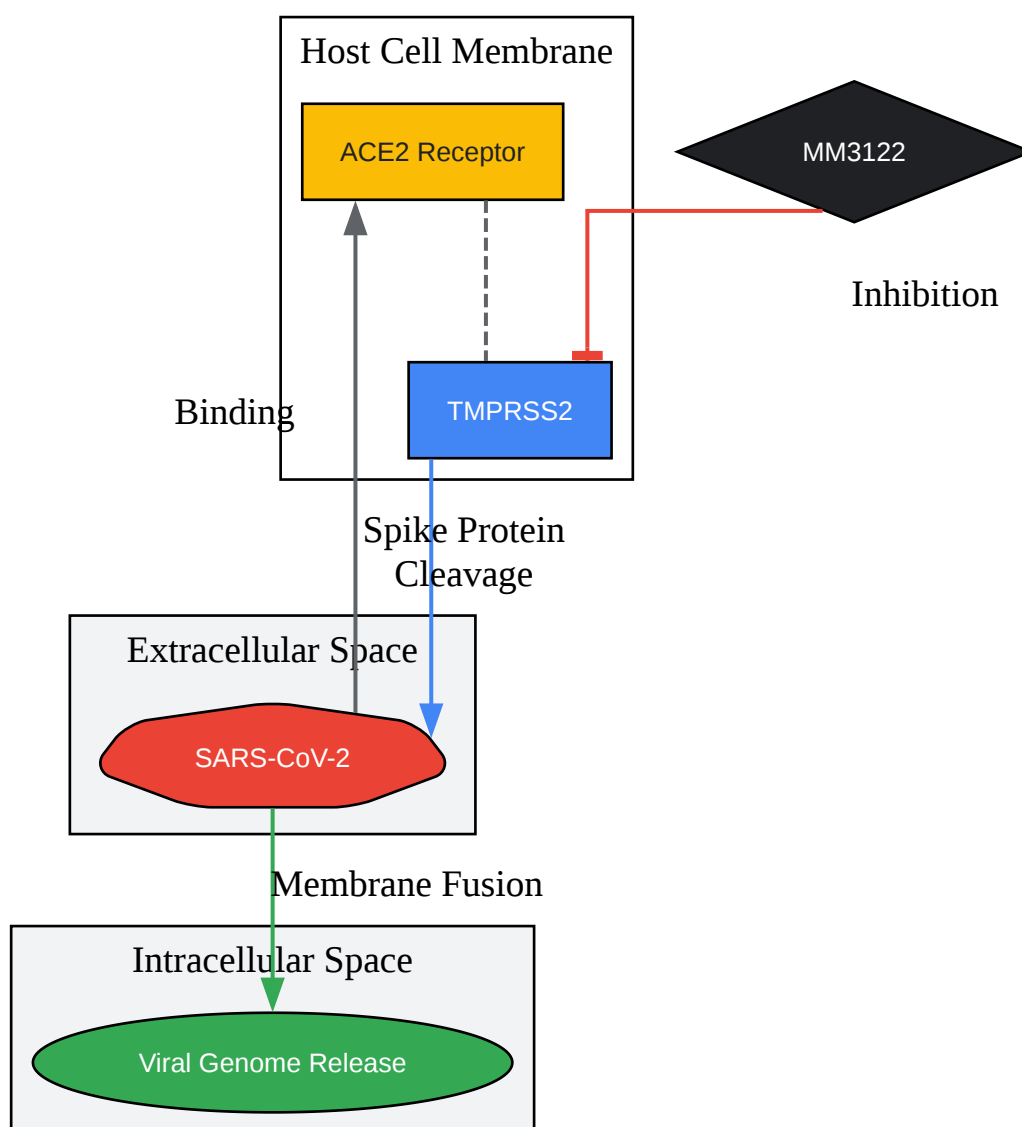 Host Cell Membrane
ACE2 Receptor
MM3122
Inhibition
Binding
TMPRSS2
Spike Protein
Cleavage
Extracellular Space
SARS-CoV-2
Membrane Fusion
Intracellular Space
Viral Genome Release